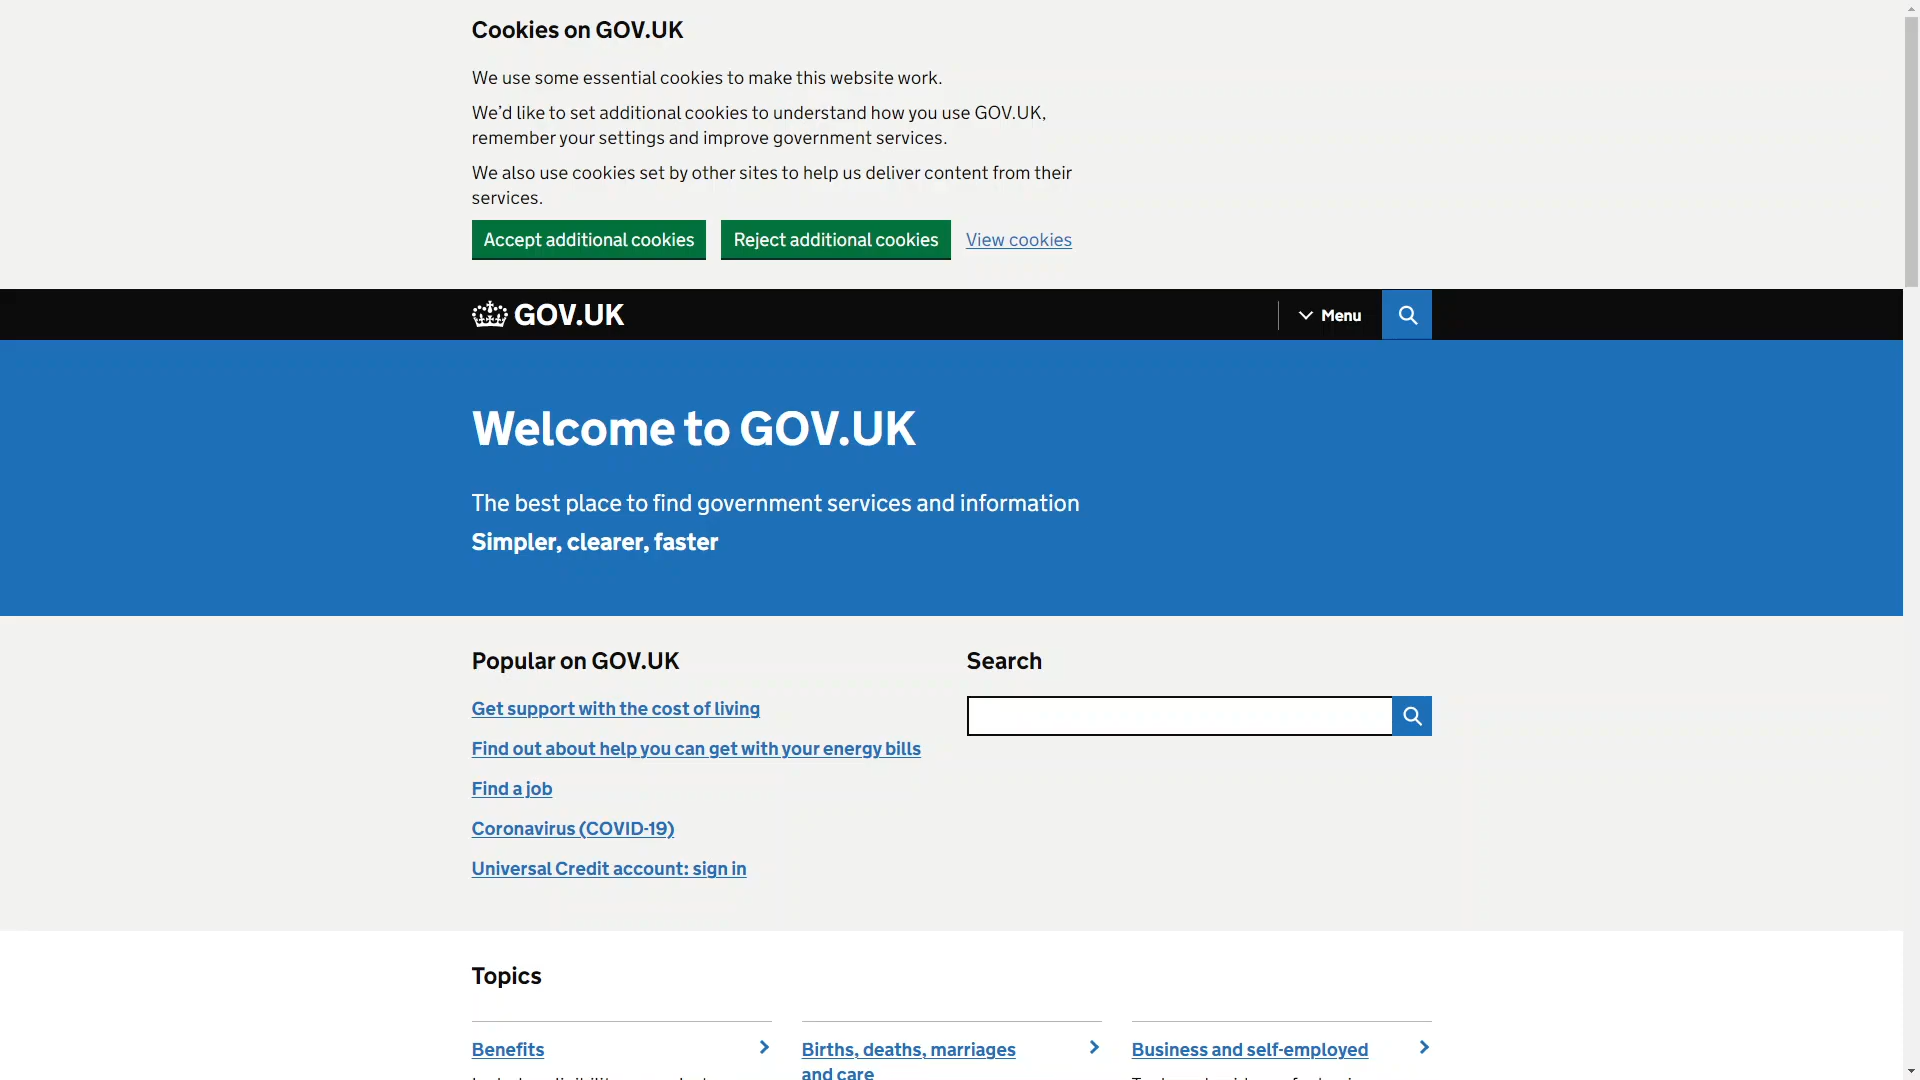 Cookies on GOV.UK
We use some essential cookies to make this website work.
We’d like to set additional cookies to understand how you use GOV.UK,
remember your settings and improve government services.
We also use cookies set by other sites to help us deliver content from their
services.
Accept additional cookies
Reject additional cookies
View cookies
GOV.UK
Menu
Welcome to GOV.UK
The best place to find government services and information
Simpler, clearer, faster
Popular on GOV.UK
Get support with the cost of living
Find out about help you can get with your energy bills
Find a job
Coronavirus (COVID-19)
Universal Credit account: sign in
Search
Topics
Benefits
Births, deaths, marriages
and care
Business and self-employed